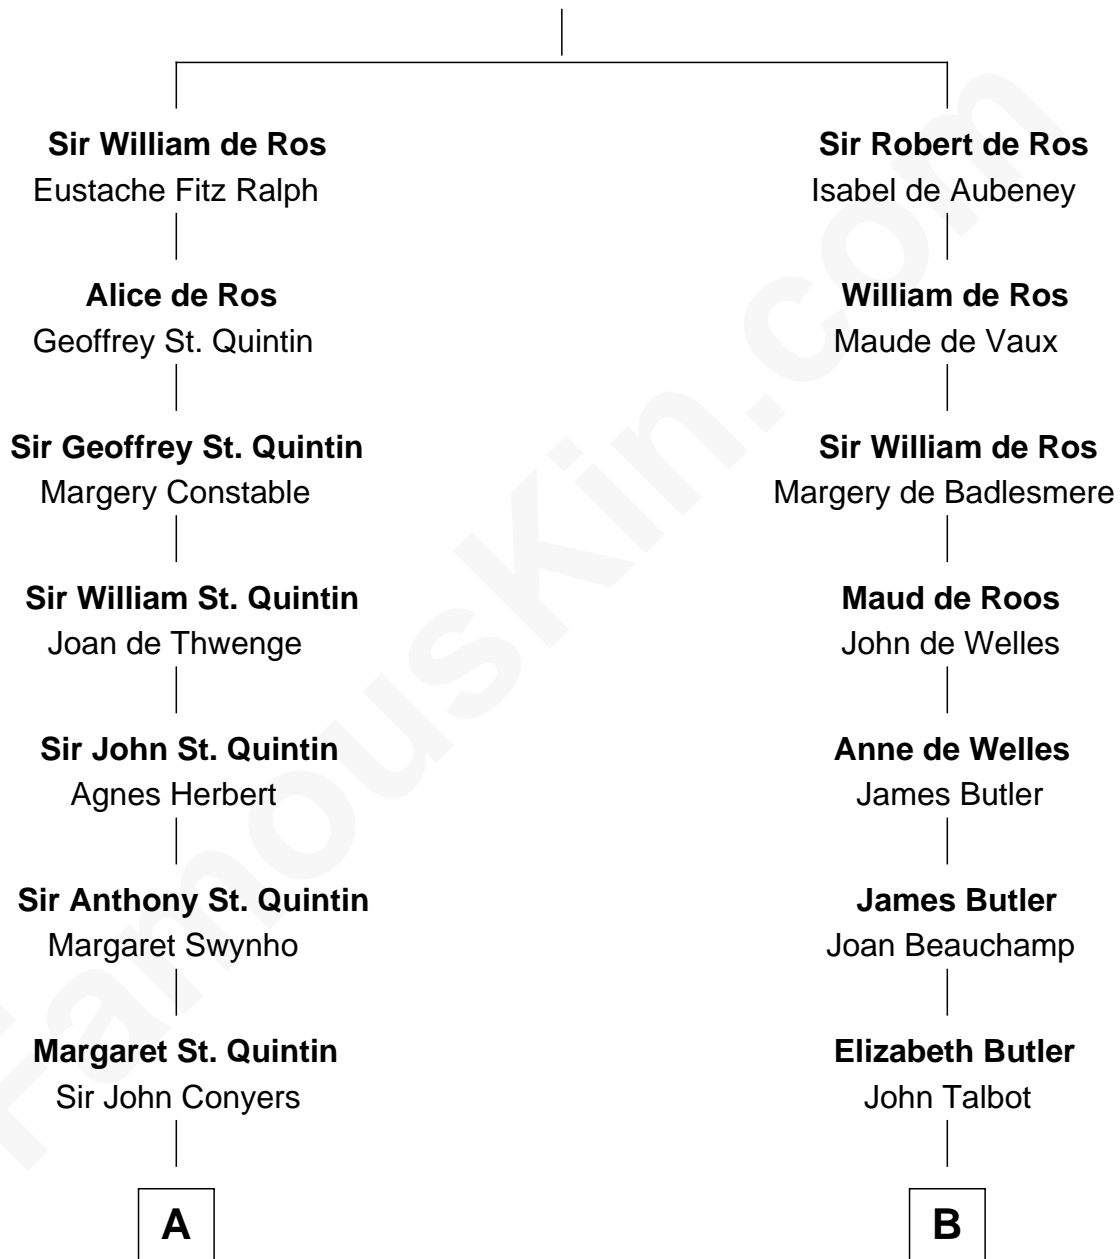 Sir William de Ros
Eustache Fitz Ralph
Alice de Ros
Geoffrey St. Quintin
Sir Geoffrey St. Quintin
Margery Constable
Sir William St. Quintin
Joan de Thwenge
Sir John St. Quintin
Agnes Herbert
Sir Anthony St. Quintin
Margaret Swynho
Margaret St. Quintin
Sir John Conyers
A
Sir Robert de Ros
Isabel de Aubeney
William de Ros
Maude de Vaux
Sir William de Ros
Margery de Badlesmere
Maud de Roos
John de Welles
Anne de Welles
James Butler
James Butler
Joan Beauchamp
Elizabeth Butler
John Talbot
B
FamousKin.com